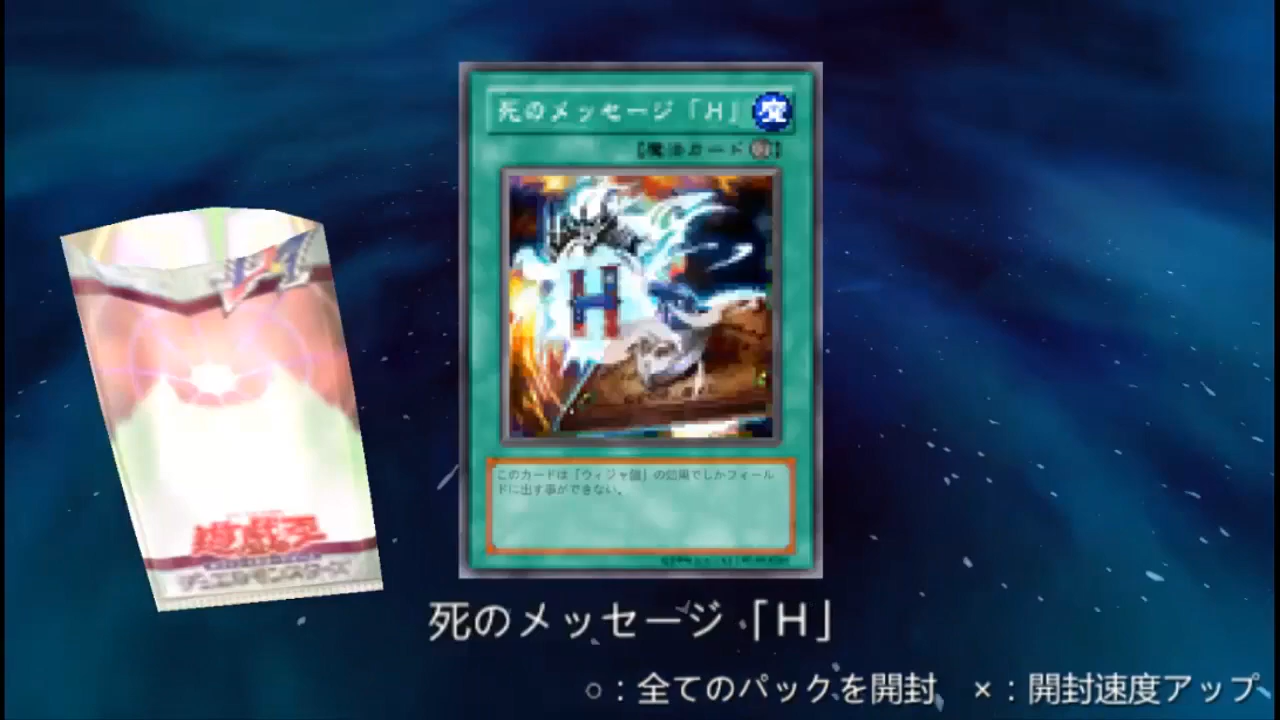 死のメッセージ「H」
【魔法カード】
H
このカードは「ウィジャ盤」の効果でしかフィール
ドに出す事ができない。
遊戯王
デュエルモンスターズ
死のメッセージ「H」
○：全てのパックを開封　×：開封速度アップ